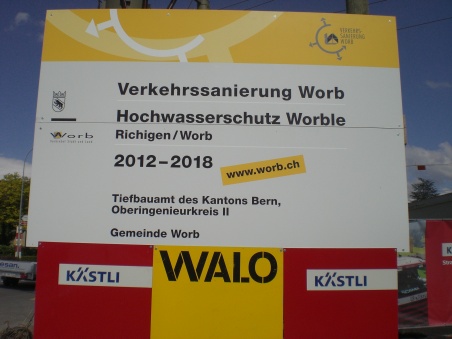 VERKEHRS-
SANIERUNG
WORB
Verkehrssanierung Worb
Hochwasserschutz Worble
Worb
Richigen/Worb
2012–2018
www.worb.ch
Tiefbauamt des Kantons Bern,
Oberingenieurkreis II
Gemeinde Worb
KÄSTLI
WALO
KÄSTLI